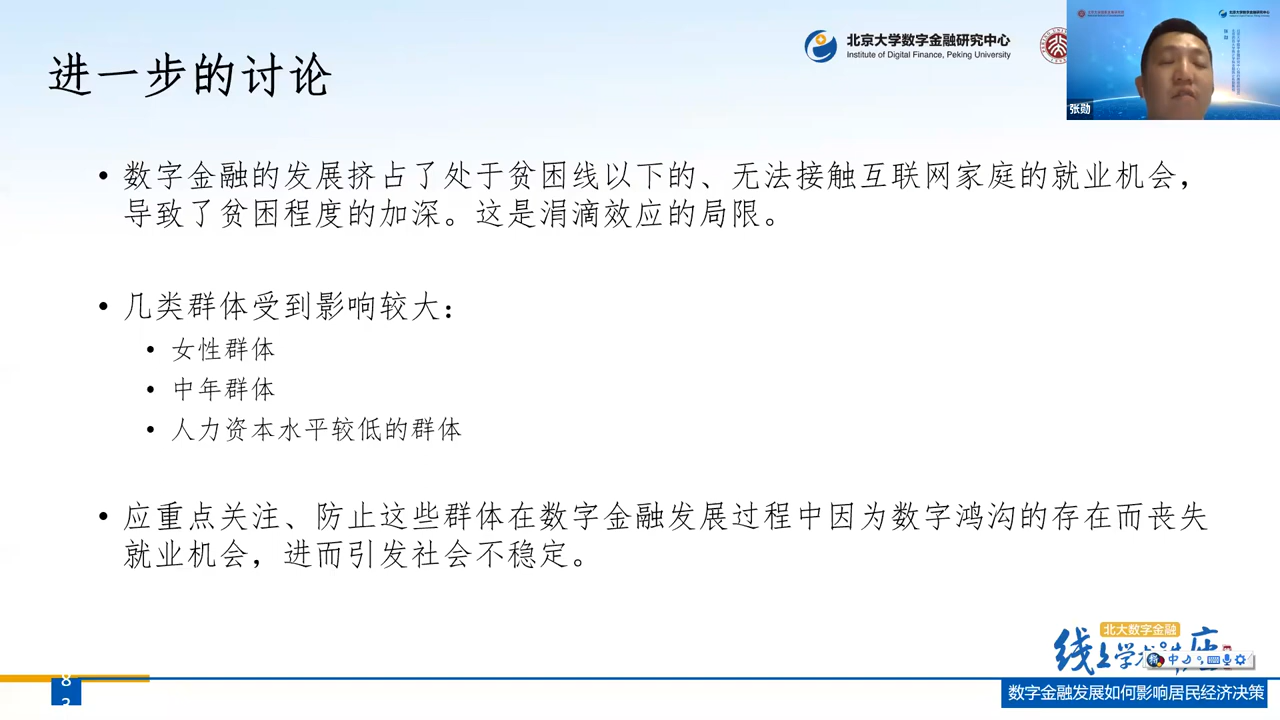 进一步的讨论
北京大学数字金融研究中心
Institute of Digital Finance, Peking University
张勋
• 数字金融的发展挤占了处于贫困线以下的、无法接触互联网家庭的就业机会，
导致了贫困程度的加深。这是涓滴效应的局限。
• 几类群体受到影响较大：
• 女性群体
• 中年群体
• 人力资本水平较低的群体
• 应重点关注、防止这些群体在数字金融发展过程中因为数字鸿沟的存在而丧失
就业机会，进而引发社会不稳定。
北大数字金融
线上学术讲座
中
数字金融发展如何影响居民经济决策
83